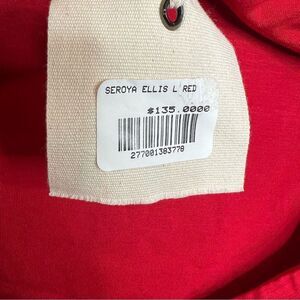 SEROYA ELLIS L RED
$135.0000
277001383778